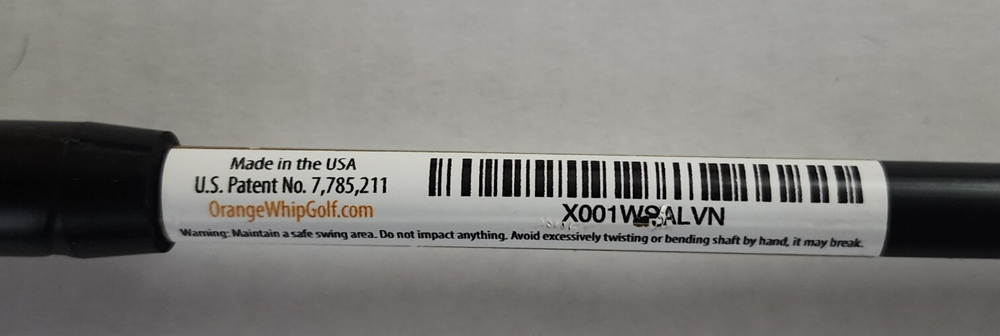 Made in the USA
U.S. Patent No. 7,785,211
OrangeWhipGolf.com
Warning: Maintain a safe swing area. Do not impact anything. Avoid excessively twisting or bending shaft by hand, it may break.